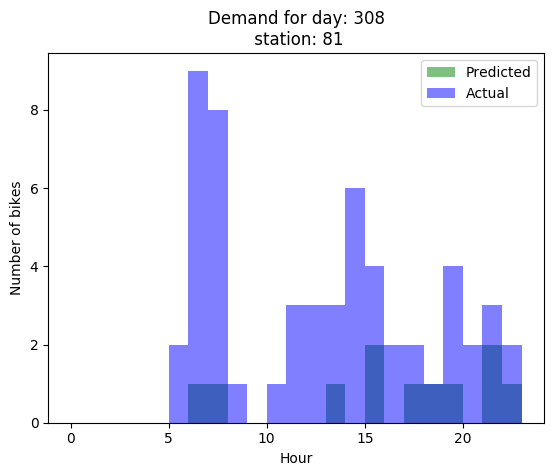 Demand for day: 308
station: 81
Predicted
Actual
Number of bikes
8
6
4
2
0
0 5 10 15 20
Hour